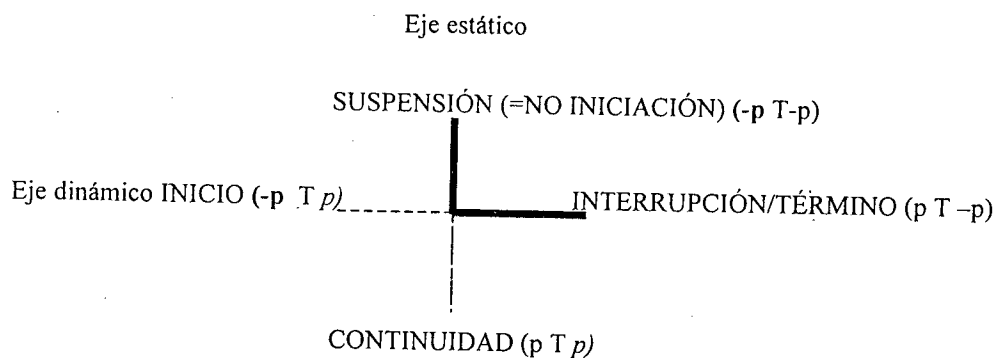 Eje estático
SUSPENSIÓN (=NO INICIACIÓN) (-p T-p)
Eje dinámico INICIO (-p T p)
INTERRUPCIÓN/TÉRMINO (p T –p)
CONTINUIDAD (p T p)